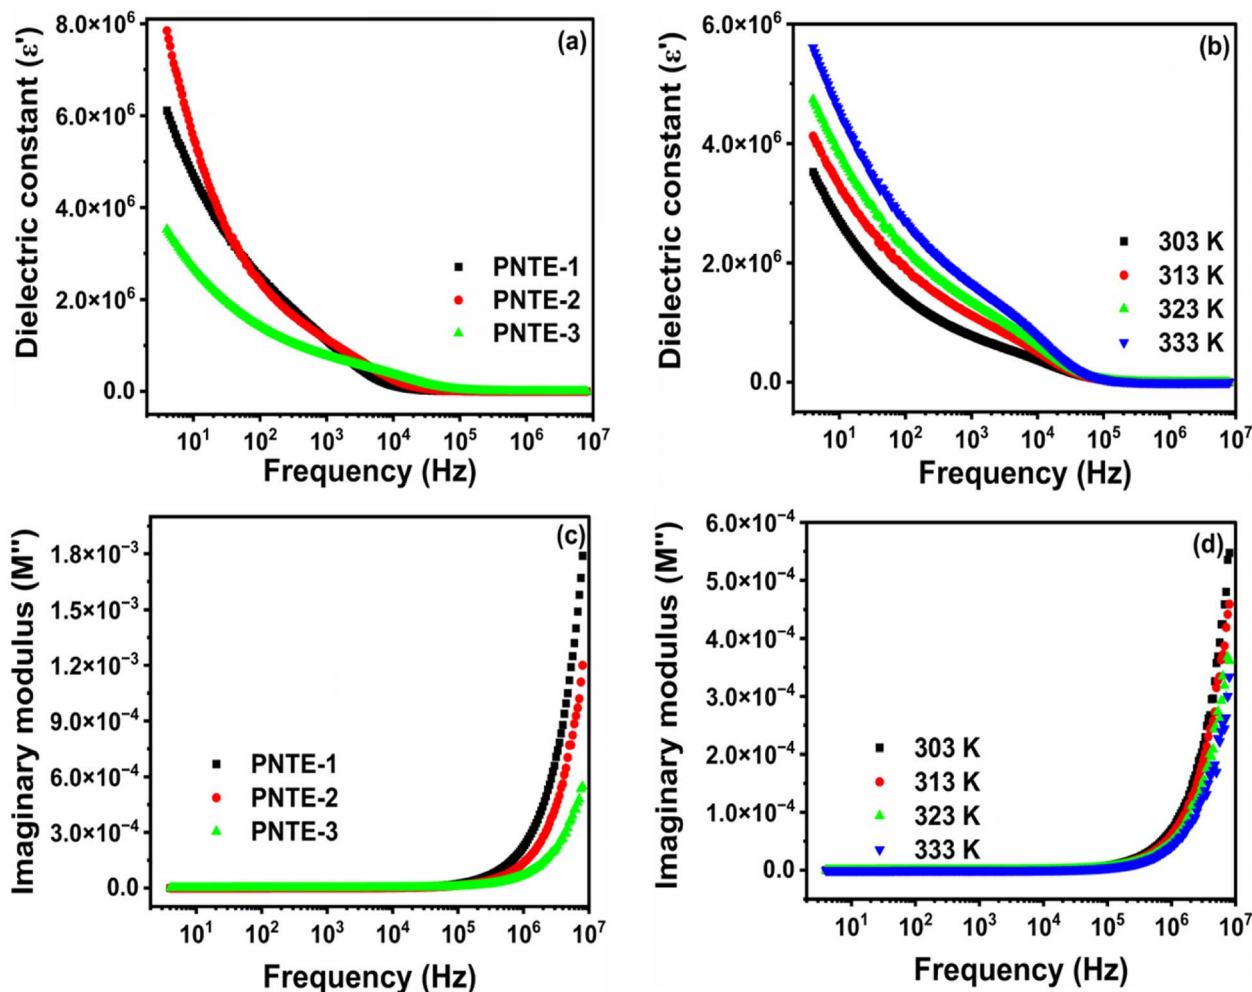 (a)
Dielectric constant (ε')
8.0×10⁶
6.0×10⁶
4.0×10⁶
2.0×10⁶
0.0
PNTE-1
PNTE-2
PNTE-3
10¹ 10² 10³ 10⁴ 10⁵ 10⁶ 10⁷
Frequency (Hz)
(b)
Dielectric constant (ε')
6.0×10⁶
4.0×10⁶
2.0×10⁶
0.0
303 K
313 K
323 K
333 K
10¹ 10² 10³ 10⁴ 10⁵ 10⁶ 10⁷
Frequency (Hz)
(c)
Imaginary modulus (M'')
1.8×10⁻³
1.5×10⁻³
1.2×10⁻³
9.0×10⁻⁴
6.0×10⁻⁴
3.0×10⁻⁴
0.0
PNTE-1
PNTE-2
PNTE-3
10¹ 10² 10³ 10⁴ 10⁵ 10⁶ 10⁷
Frequency (Hz)
(d)
Imaginary modulus (M'')
6.0×10⁻⁴
5.0×10⁻⁴
4.0×10⁻⁴
3.0×10⁻⁴
2.0×10⁻⁴
1.0×10⁻⁴
0.0
303 K
313 K
323 K
333 K
10¹ 10² 10³ 10⁴ 10⁵ 10⁶ 10⁷
Frequency (Hz)